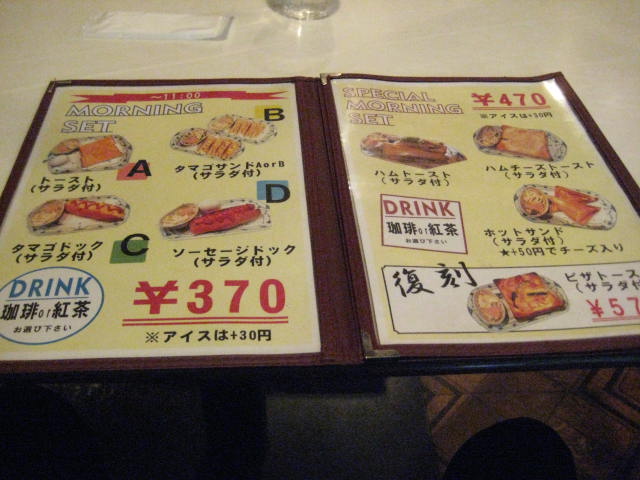 ～11:00
MORNING
SET
A
トースト
(サラダ付)
B
タマゴサンドAorB
(サラダ付)
C
タマゴドック
(サラダ付)
D
ソーセージドック
(サラダ付)
DRINK
珈琲or紅茶
お選び下さい
¥370
※アイスは+30円
SPECIAL
MORNING
SET
¥470
※アイスは+30円
ハムトースト
(サラダ付)
ハムチーズトースト
(サラダ付)
DRINK
珈琲or紅茶
お選び下さい
ホットサンド
(サラダ付)
★+50円でチーズ入り
復刻
ピザトース
(サラダ付
¥57